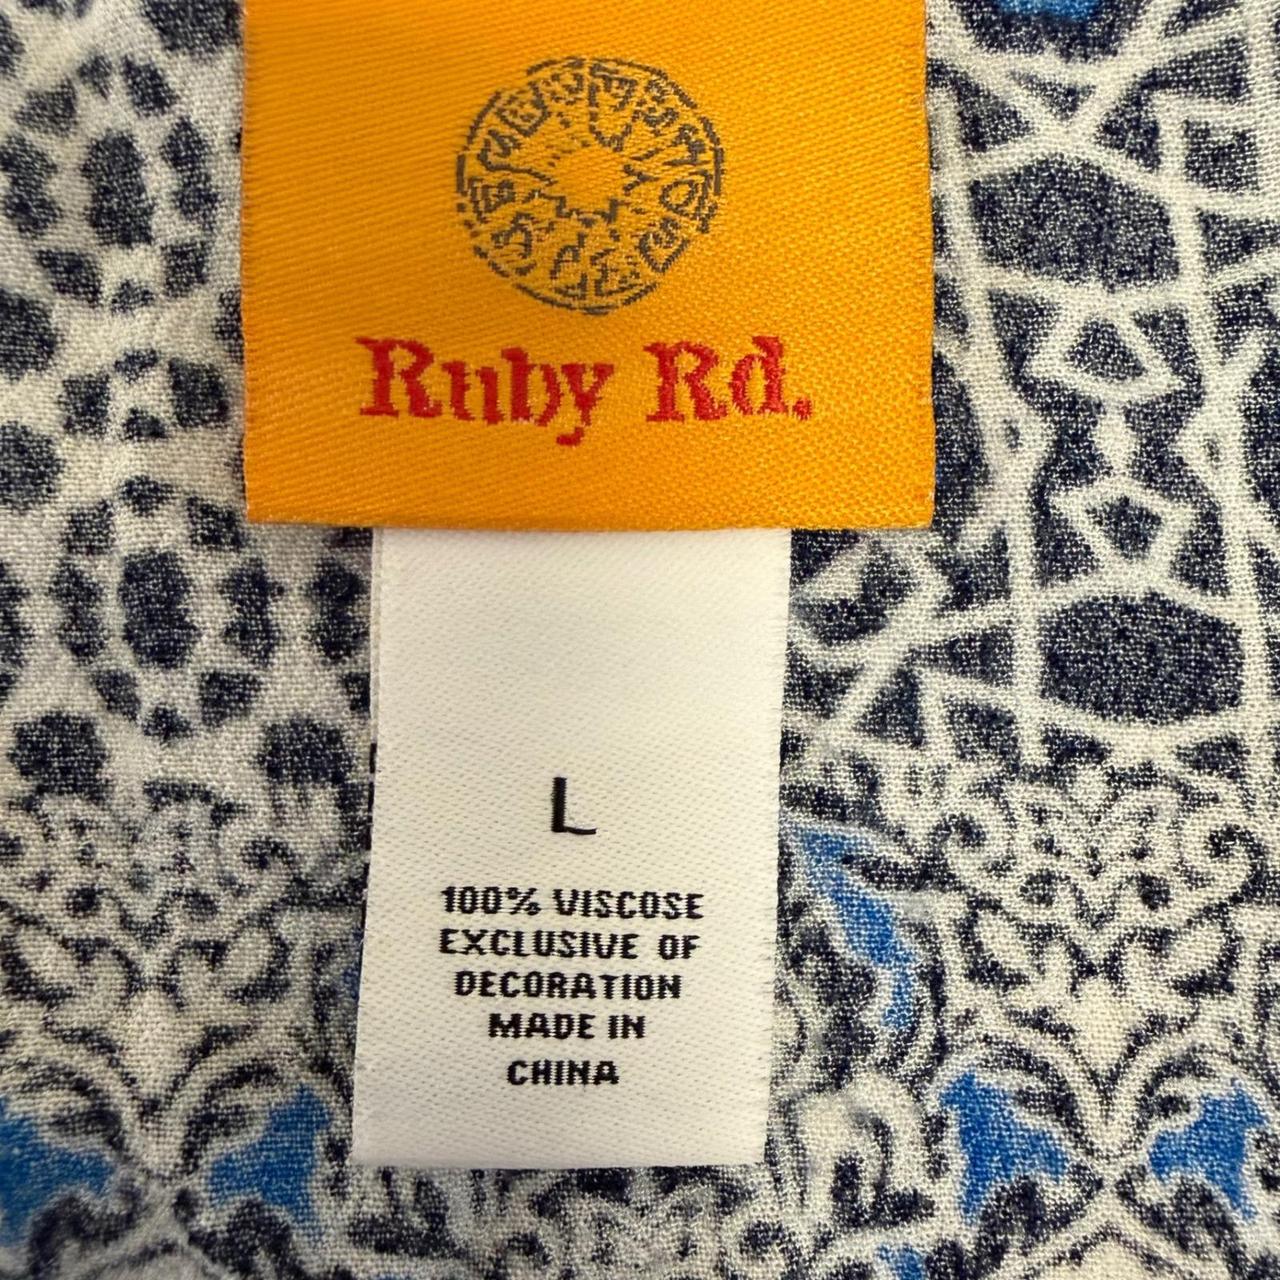 Ruby Rd.
L
100% VISCOSE
EXCLUSIVE OF
DECORATION
MADE IN
CHINA